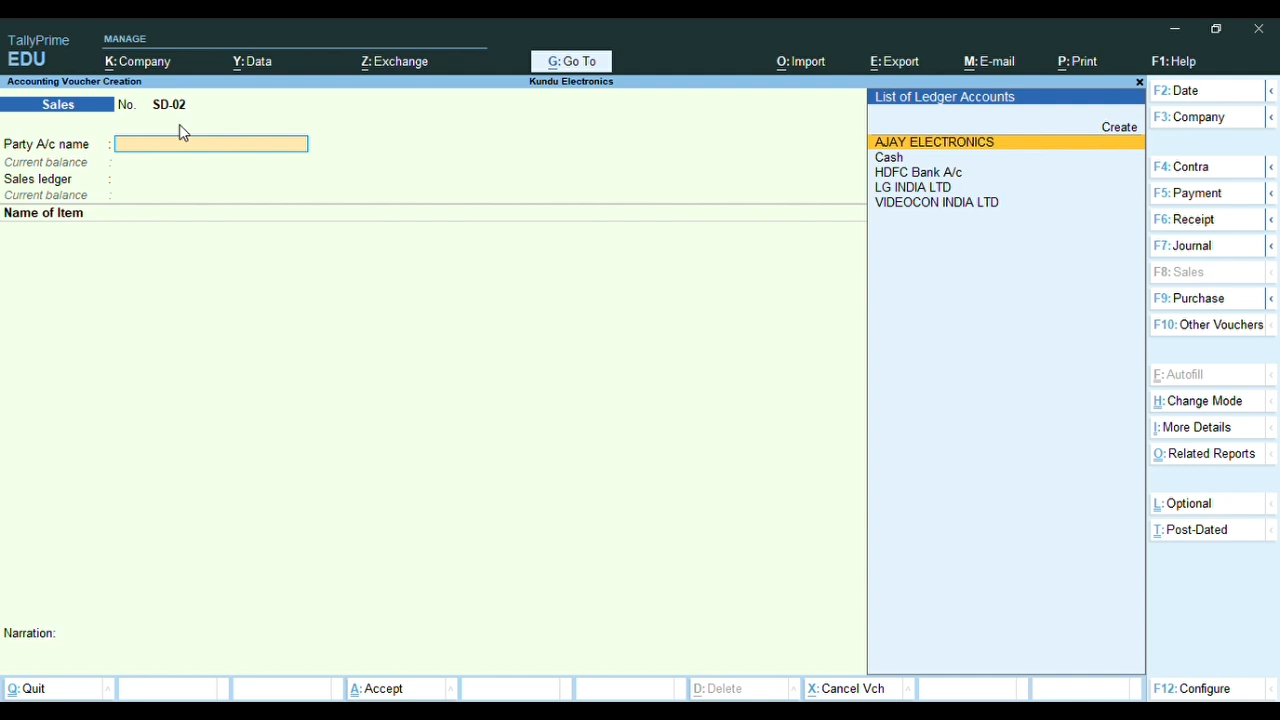 TallyPrime
EDU
MANAGE
K: Company
Y: Data
Z: Exchange
G: Go To
O: Import
E: Export
M: E-mail
P: Print
F1: Help
Accounting Voucher Creation
Kundu Electronics
Sales
No. SD-02
Party A/c name :
Current balance :
Sales ledger :
Current balance :
Name of Item
Narration:
List of Ledger Accounts
Create
AJAY ELECTRONICS
Cash
HDFC Bank A/c
LG INDIA LTD
VIDEOCON INDIA LTD
F2: Date
F3: Company
F4: Contra
F5: Payment
F6: Receipt
F7: Journal
F8: Sales
F9: Purchase
F10: Other Vouchers
F: Autofill
H: Change Mode
I: More Details
O: Related Reports
L: Optional
T: Post-Dated
Q: Quit
A: Accept
D: Delete
X: Cancel Vch
F12: Configure